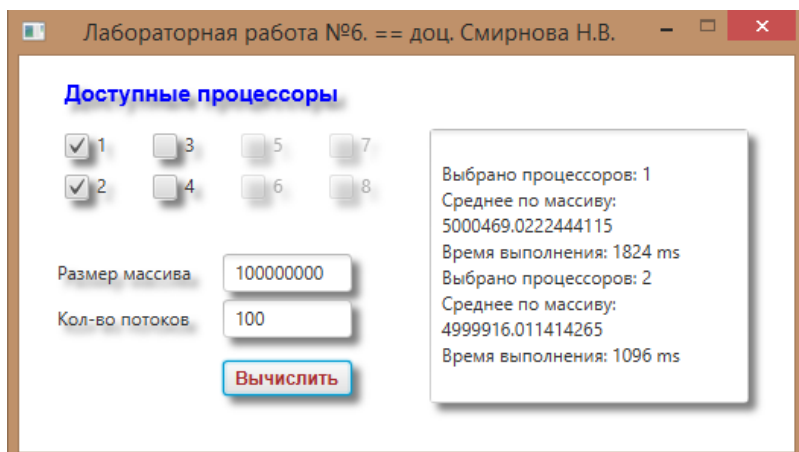 Лабораторная работа №6. == доц. Смирнова Н.В.
Доступные процессоры
1 3 5 7
2 4 6 8
Размер массива 100000000
Кол-во потоков 100
Вычислить
Выбрано процессоров: 1
Среднее по массиву:
5000469.0222444115
Время выполнения: 1824 ms
Выбрано процессоров: 2
Среднее по массиву:
4999916.011414265
Время выполнения: 1096 ms